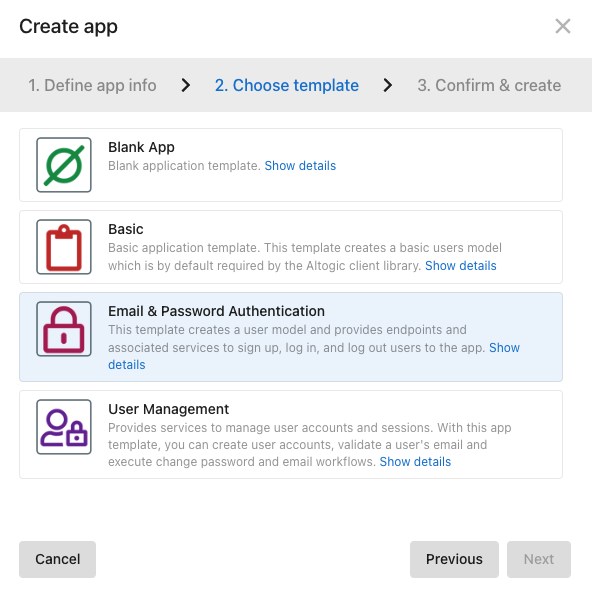 Create app
1. Define app info
2. Choose template
3. Confirm & create
Blank App
Blank application template. Show details
Basic
Basic application template. This template creates a basic users model
which is by default required by the Altogic client library. Show details
Email & Password Authentication
This template creates a user model and provides endpoints and
associated services to sign up, log in, and log out users to the app. Show
details
User Management
Provides services to manage user accounts and sessions. With this app
template, you can create user accounts, validate a user's email and
execute change password and email workflows. Show details
Cancel
Previous
Next